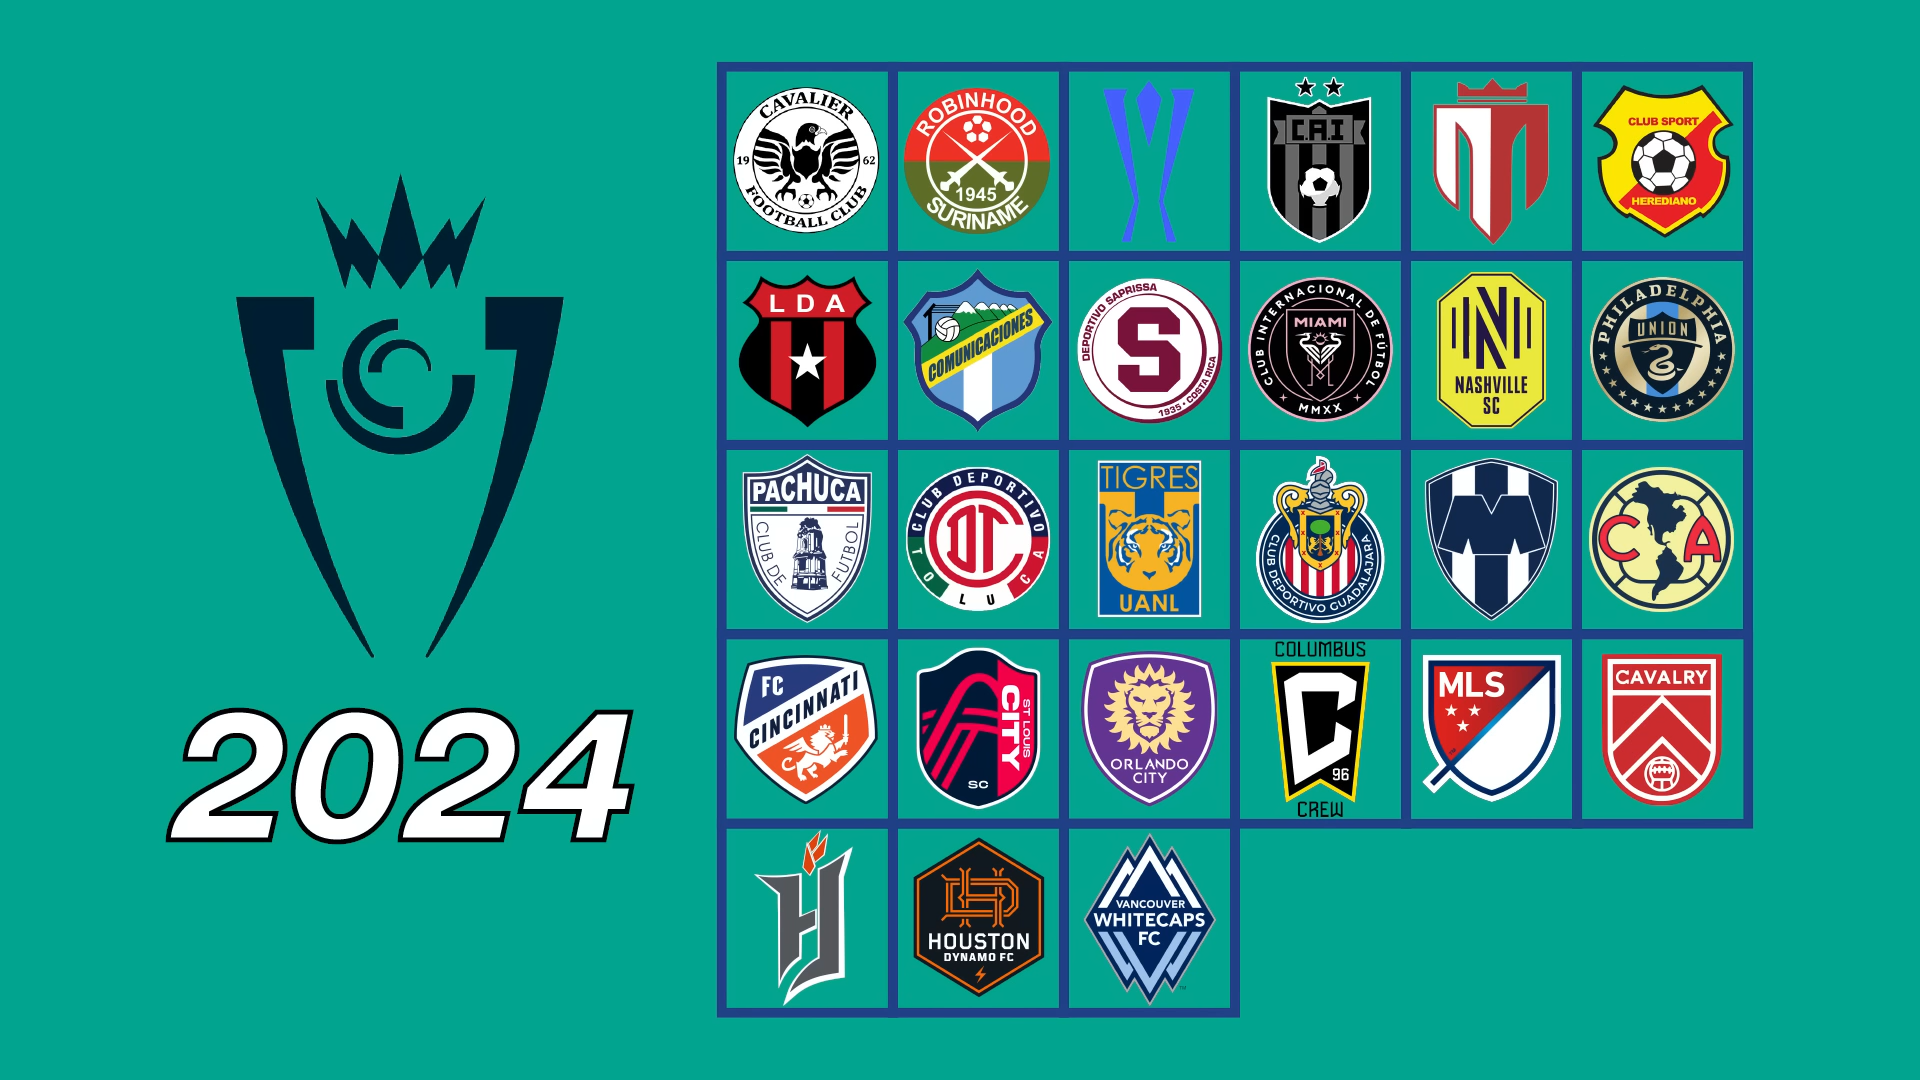 2024
CAVALIER
19 62
FOOTBALL CLUB
ROBINHOOD
1945
SURINAME
C.A.I
CLUB SPORT
HEREDIANO
LDA
COMUNICACIONES
DEPORTIVO SAPRISSA
S
1935 • COSTA RICA
CLUB INTERNACIONAL DE FÚTBOL
MIAMI
MMXX
N
NASHVILLE
SC
PHILADELPHIA
UNION
PACHUCA
CLUB DE FUTBOL
CLUB DEPORTIVO
DTC
TOLUCA
TIGRES
UANL
CLUB DEPORTIVO GUADALAJARA
M
CA
FC
CINCINNATI
ST LOUIS
CITY
SC
ORLANDO
CITY
COLUMBUS
C
96
CREW
MLS
CAVALRY
HOUSTON
DYNAMO FC
VANCOUVER
WHITECAPS
FC